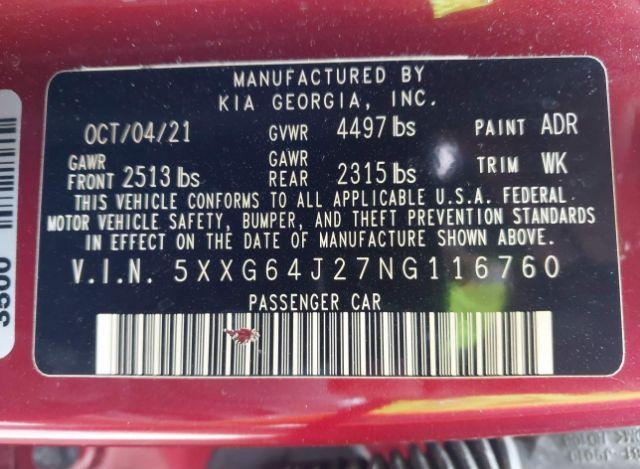 MANUFACTURED BY
KIA GEORGIA, INC.
OCT/04/21 GVWR 4497 lbs PAINT ADR
GAWR FRONT 2513 lbs GAWR REAR 2315 lbs TRIM WK
THIS VEHICLE CONFORMS TO ALL APPLICABLE U.S.A. FEDERAL
MOTOR VEHICLE SAFETY, BUMPER, AND THEFT PREVENTION STANDARDS
IN EFFECT ON THE DATE OF MANUFACTURE SHOWN ABOVE.
V.I.N. 5XXG64J27NG116760
PASSENGER CAR
3500